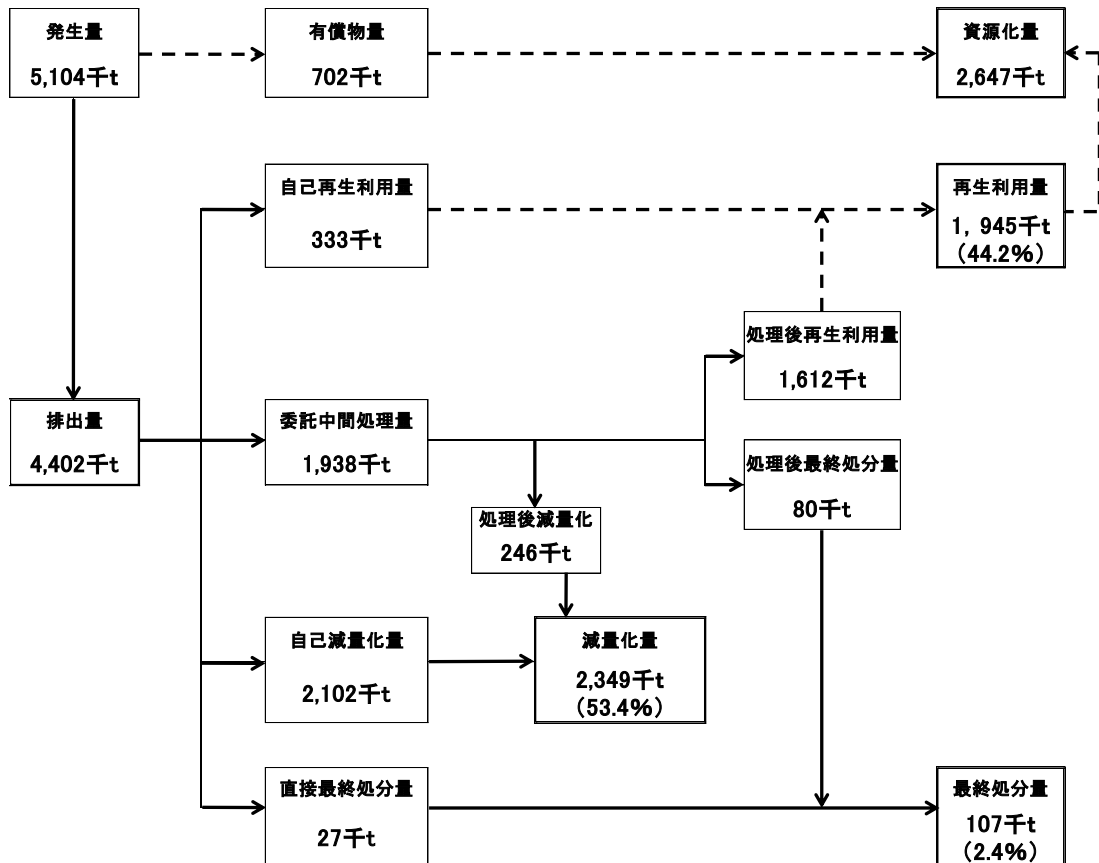 発生量
5,104千t
有償物量
702千t
資源化量
2,647千t
自己再生利用量
333千t
再生利用量
1，945千t
（44.2%）
処理後再生利用量
1,612千t
排出量
4,402千t
委託中間処理量
1,938千t
処理後最終処分量
80千t
処理後減量化
246千t
自己減量化量
2,102千t
減量化量
2,349千t
（53.4%）
直接最終処分量
27千t
最終処分量
107千t
（2.4%）